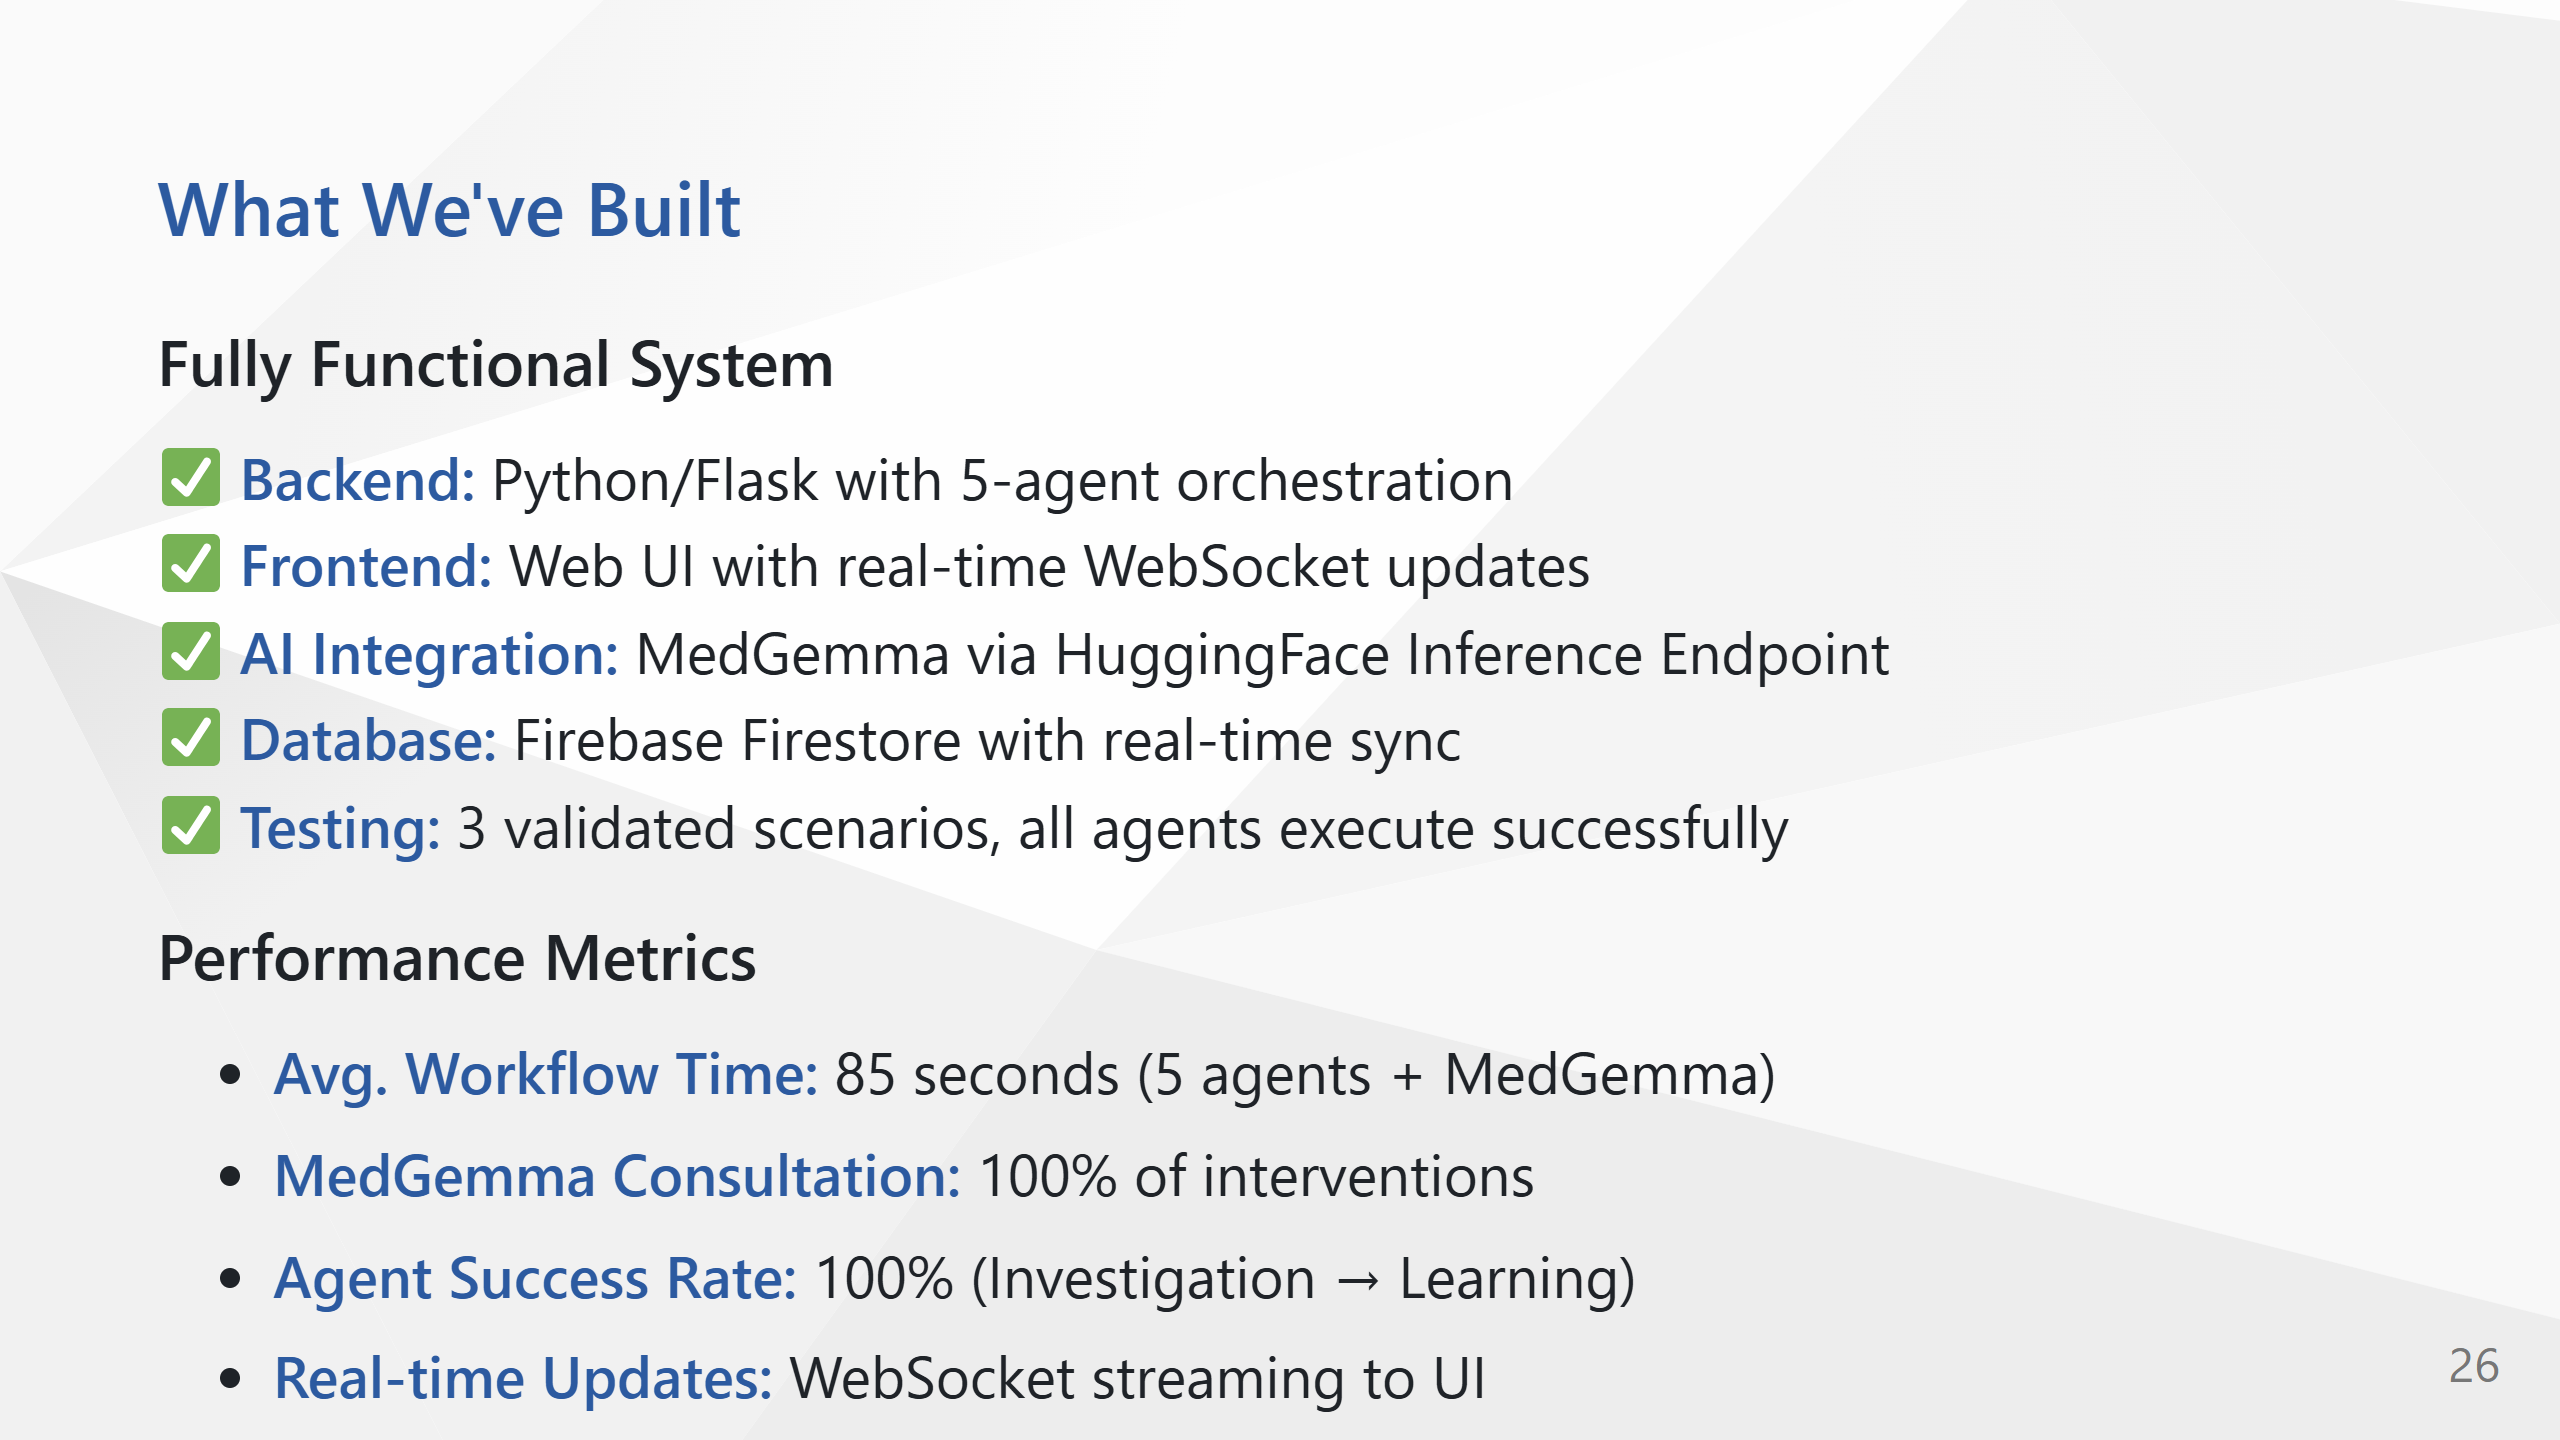 What We've Built
Fully Functional System
✅ Backend: Python/Flask with 5-agent orchestration
✅ Frontend: Web UI with real-time WebSocket updates
✅ AI Integration: MedGemma via HuggingFace Inference Endpoint
✅ Database: Firebase Firestore with real-time sync
✅ Testing: 3 validated scenarios, all agents execute successfully
Performance Metrics
• Avg. Workflow Time: 85 seconds (5 agents + MedGemma)
• MedGemma Consultation: 100% of interventions
• Agent Success Rate: 100% (Investigation → Learning)
• Real-time Updates: WebSocket streaming to UI
26